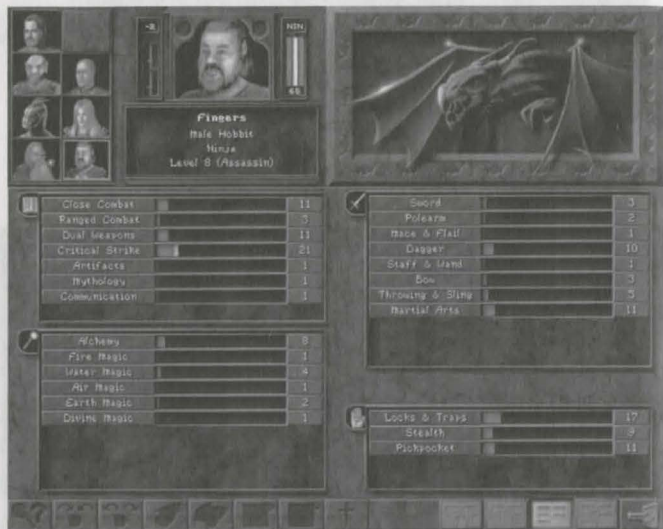 -2
NIN
68
Fingers
Male Hobbit
Ninja
Level 8 (Assassin)
Close Combat 11
Ranged Combat 3
Dual Weapons 11
Critical Strike 21
Artifacts 1
Mythology 1
Communication 1
Alchemy 8
Fire Magic 1
Water Magic 4
Air Magic 1
Earth Magic 2
Divine Magic 1
Sword 3
Polearm 2
Mace & Flail 1
Dagger 10
Staff & Wand 1
Bow 3
Throwing & Sling 5
Martial Arts 11
Locks & Traps 17
Stealth 9
Pickpocket 11